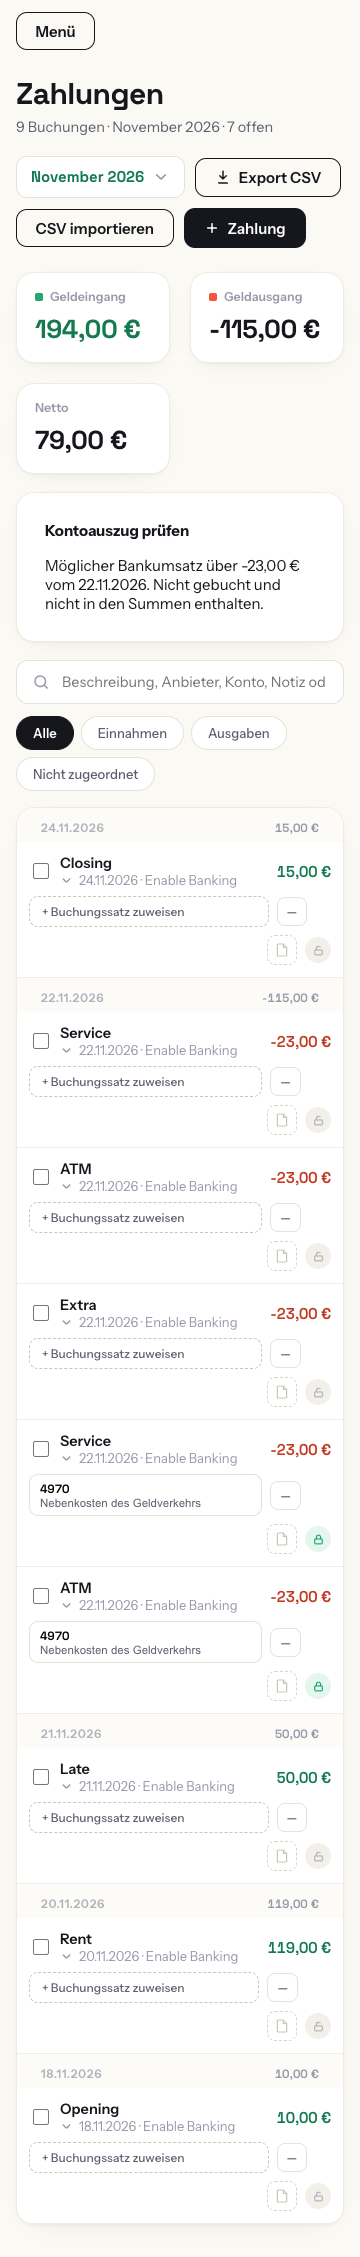 Menü
Zahlungen
9 Buchungen · November 2026 · 7 offen
November 2026
Export CSV
CSV importieren
+ Zahlung
Geldeingang
194,00 €
Geldausgang
-115,00 €
Netto
79,00 €
Kontoauszug prüfen
Möglicher Bankumsatz über -23,00 €
vom 22.11.2026. Nicht gebucht und
nicht in den Summen enthalten.
Beschreibung, Anbieter, Konto, Notiz od
Alle
Einnahmen
Ausgaben
Nicht zugeordnet
24.11.2026 15,00 €
Closing 15,00 €
24.11.2026 · Enable Banking
+ Buchungssatz zuweisen –
22.11.2026 -115,00 €
Service -23,00 €
22.11.2026 · Enable Banking
+ Buchungssatz zuweisen –
ATM -23,00 €
22.11.2026 · Enable Banking
+ Buchungssatz zuweisen –
Extra -23,00 €
22.11.2026 · Enable Banking
+ Buchungssatz zuweisen –
Service -23,00 €
22.11.2026 · Enable Banking
4970
Nebenkosten des Geldverkehrs –
ATM -23,00 €
22.11.2026 · Enable Banking
4970
Nebenkosten des Geldverkehrs –
21.11.2026 50,00 €
Late 50,00 €
21.11.2026 · Enable Banking
+ Buchungssatz zuweisen –
20.11.2026 119,00 €
Rent 119,00 €
20.11.2026 · Enable Banking
+ Buchungssatz zuweisen –
18.11.2026 10,00 €
Opening 10,00 €
18.11.2026 · Enable Banking
+ Buchungssatz zuweisen –